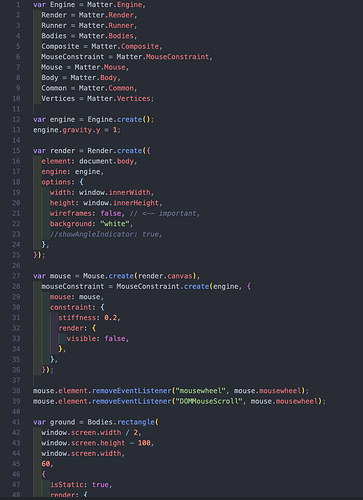 1 var Engine = Matter.Engine,
2 Render = Matter.Render,
3 Runner = Matter.Runner,
4 Bodies = Matter.Bodies,
5 Composite = Matter.Composite,
6 MouseConstraint = Matter.MouseConstraint,
7 Mouse = Matter.Mouse,
8 Body = Matter.Body,
9 Common = Matter.Common,
10 Vertices = Matter.Vertices;
11
12 var engine = Engine.create();
13 engine.gravity.y = 1;
14
15 var render = Render.create({
16 element: document.body,
17 engine: engine,
18 options: {
19 width: window.innerWidth,
20 height: window.innerHeight,
21 wireframes: false, // <-- important,
22 background: "white",
23 //showAngleIndicator: true,
24 },
25 });
26
27 var mouse = Mouse.create(render.canvas),
28 mouseConstraint = MouseConstraint.create(engine, {
29 mouse: mouse,
30 constraint: {
31 stiffness: 0.2,
32 render: {
33 visible: false,
34 },
35 },
36 });
37
38 mouse.element.removeEventListener("mousewheel", mouse.mousewheel);
39 mouse.element.removeEventListener("DOMMouseScroll", mouse.mousewheel);
40
41 var ground = Bodies.rectangle(
42 window.screen.width / 2,
43 window.screen.height - 100,
44 window.screen.width,
45 60,
46 {
47 isStatic: true,
48 render: {